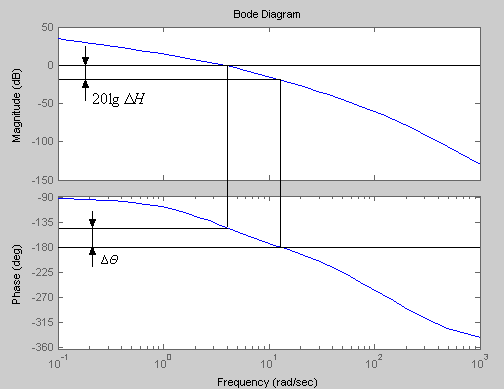 Bode Diagram
Magnitude (dB)
50
0
-50
-100
-150
20lg ΔH
Phase (deg)
-90
-135
-180
-225
-270
-315
-360
Δθ
10^-1
10^0
10^1
10^2
10^3
Frequency (rad/sec)